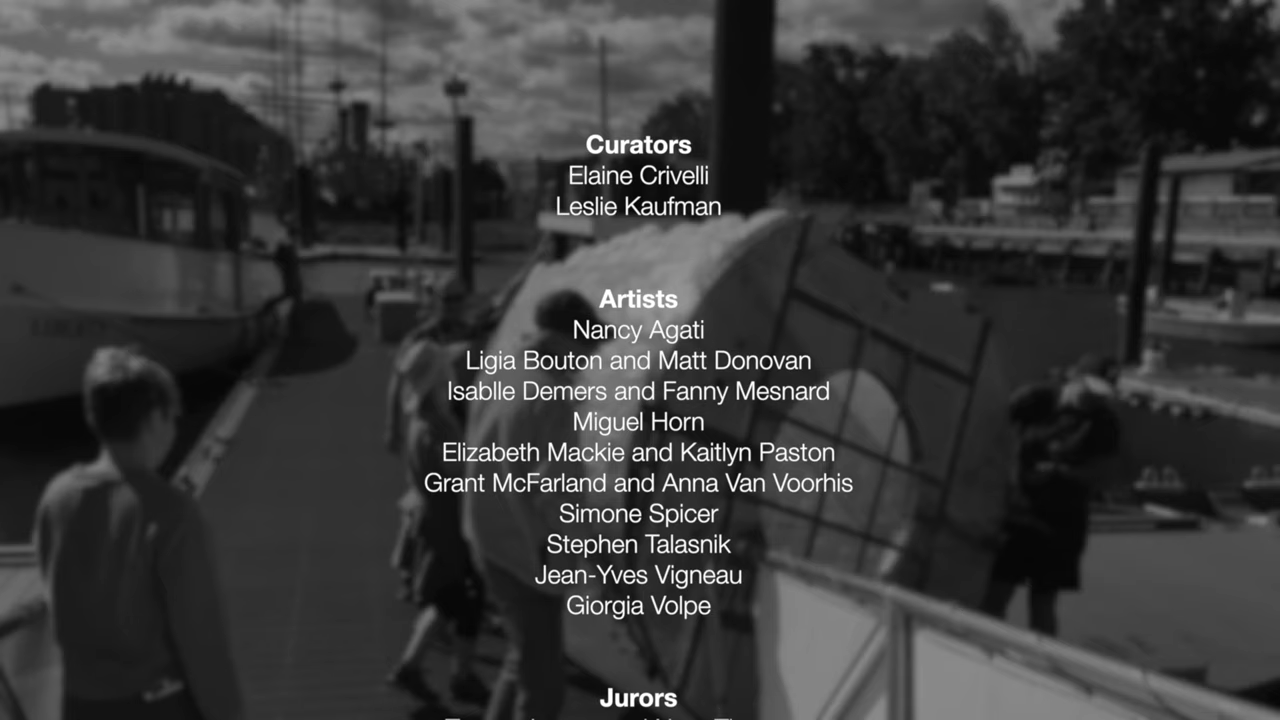 Curators
Elaine Crivelli
Leslie Kaufman
Artists
Nancy Agati
Ligia Bouton and Matt Donovan
Isablle Demers and Fanny Mesnard
Miguel Horn
Elizabeth Mackie and Kaitlyn Paston
Grant McFarland and Anna Van Voorhis
Simone Spicer
Stephen Talasnik
Jean-Yves Vigneau
Giorgia Volpe
Jurors